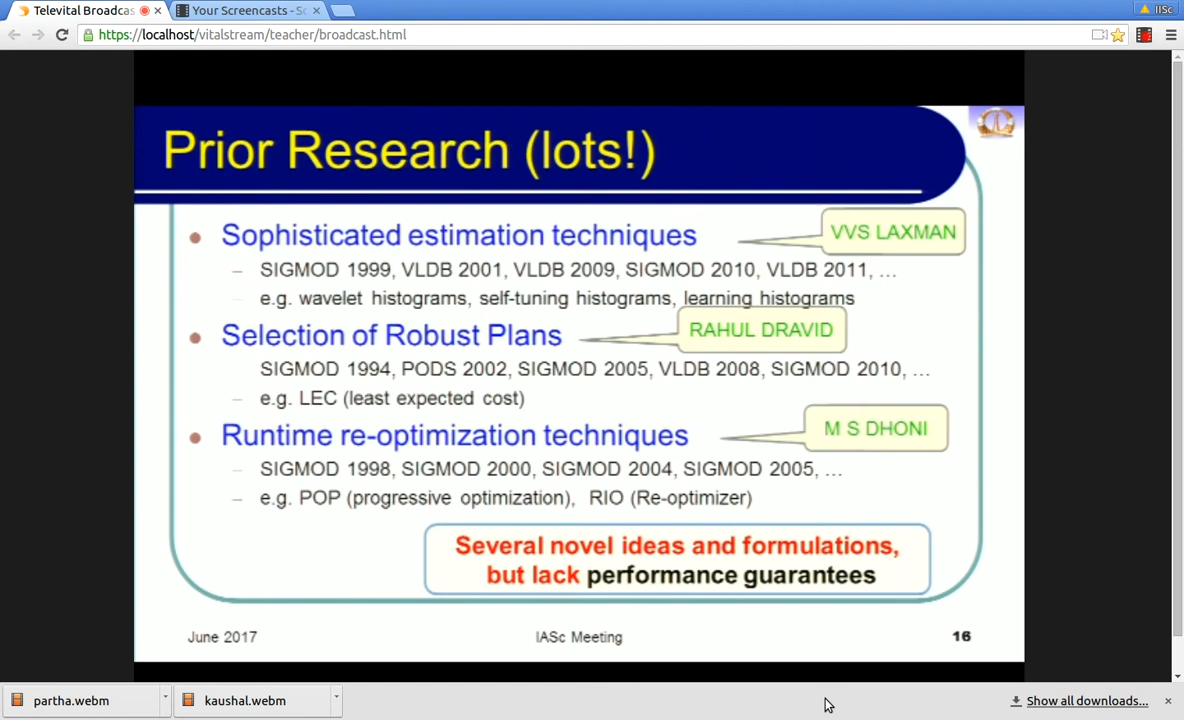 Televital Broadcas
Your Screencasts - Sc
IISc
https://localhost/vitalstream/teacher/broadcast.html
Prior Research (lots!)
Sophisticated estimation techniques
VVS LAXMAN
– SIGMOD 1999, VLDB 2001, VLDB 2009, SIGMOD 2010, VLDB 2011, …
– e.g. wavelet histograms, self-tuning histograms, learning histograms
Selection of Robust Plans
RAHUL DRAVID
SIGMOD 1994, PODS 2002, SIGMOD 2005, VLDB 2008, SIGMOD 2010, …
– e.g. LEC (least expected cost)
Runtime re-optimization techniques
M S DHONI
– SIGMOD 1998, SIGMOD 2000, SIGMOD 2004, SIGMOD 2005, …
– e.g. POP (progressive optimization), RIO (Re-optimizer)
Several novel ideas and formulations,
but lack performance guarantees
June 2017
IASc Meeting
16
partha.webm
kaushal.webm
Show all downloads...